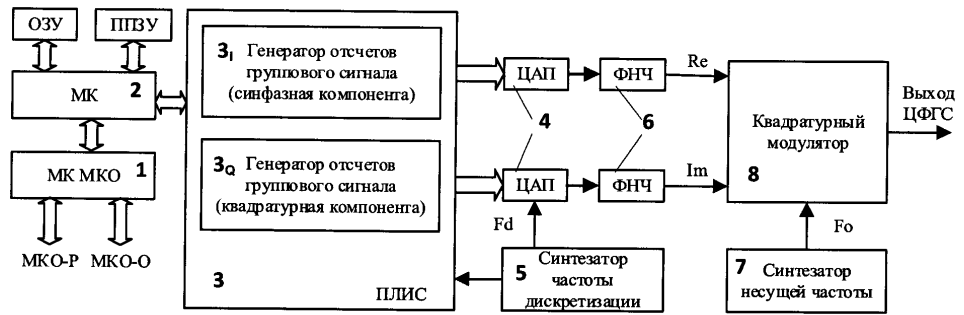 ОЗУ
ППЗУ
МК
2
МК МКО
1
МКО-Р
МКО-О
3I Генератор отсчетов
группового сигнала
(синфазная компонента)
3Q Генератор отсчетов
группового сигнала
(квадратурная компонента)
3
ПЛИС
ЦАП
ФНЧ
Re
4
6
ЦАП
ФНЧ
Im
Fd
5 Синтезатор
частоты
дискретизации
Квадратурный
модулятор
8
Выход
ЦФГС
Fo
7 Синтезатор
несущей частоты